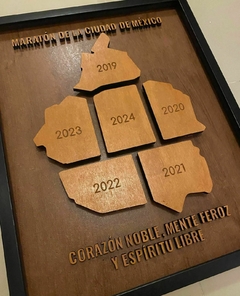 MARATÓN DE LA CIUDAD DE MÉXICO
2019
2023
2024
2020
2022
2021
CORAZÓN NOBLE, MENTE FEROZ
Y ESPÍRITU LIBRE